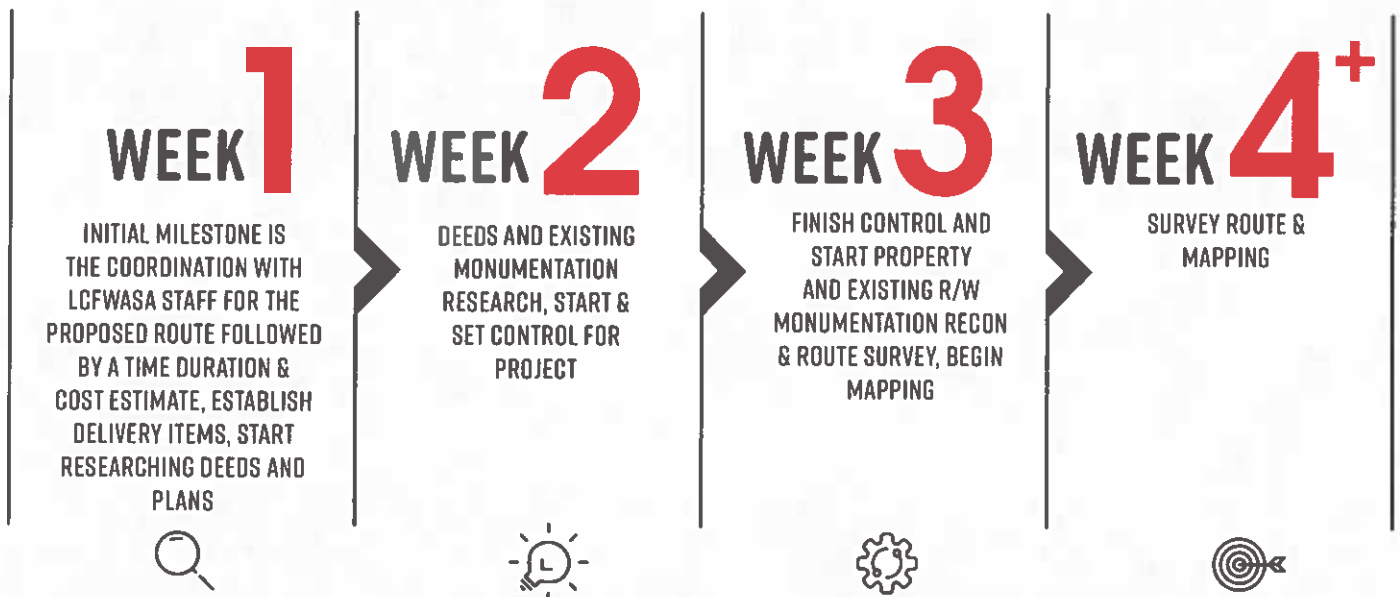 WEEK 1
INITIAL MILESTONE IS
THE COORDINATION WITH
LCFWASA STAFF FOR THE
PROPOSED ROUTE FOLLOWED
BY A TIME DURATION &
COST ESTIMATE, ESTABLISH
DELIVERY ITEMS, START
RESEARCHING DEEDS AND
PLANS
WEEK 2
DEEDS AND EXISTING
MONUMENTATION
RESEARCH, START &
SET CONTROL FOR
PROJECT
WEEK 3
FINISH CONTROL AND
START PROPERTY
AND EXISTING R/W
MONUMENTATION RECON
& ROUTE SURVEY, BEGIN
MAPPING
WEEK 4+
SURVEY ROUTE &
MAPPING